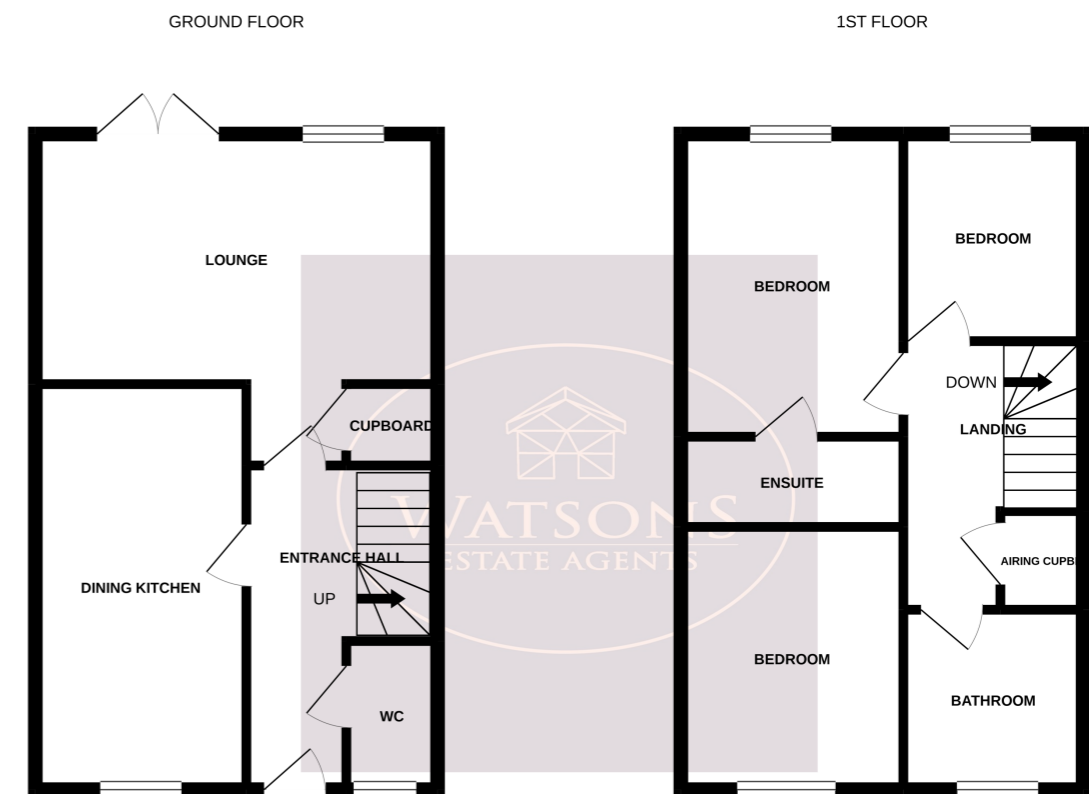 GROUND FLOOR
1ST FLOOR
LOUNGE
CUPBOARD
ENTRANCE HALL
UP
DINING KITCHEN
WC
BEDROOM
BEDROOM
DOWN
LANDING
ENSUITE
AIRING CUPB
BEDROOM
BATHROOM
WATSONS
ESTATE AGENTS